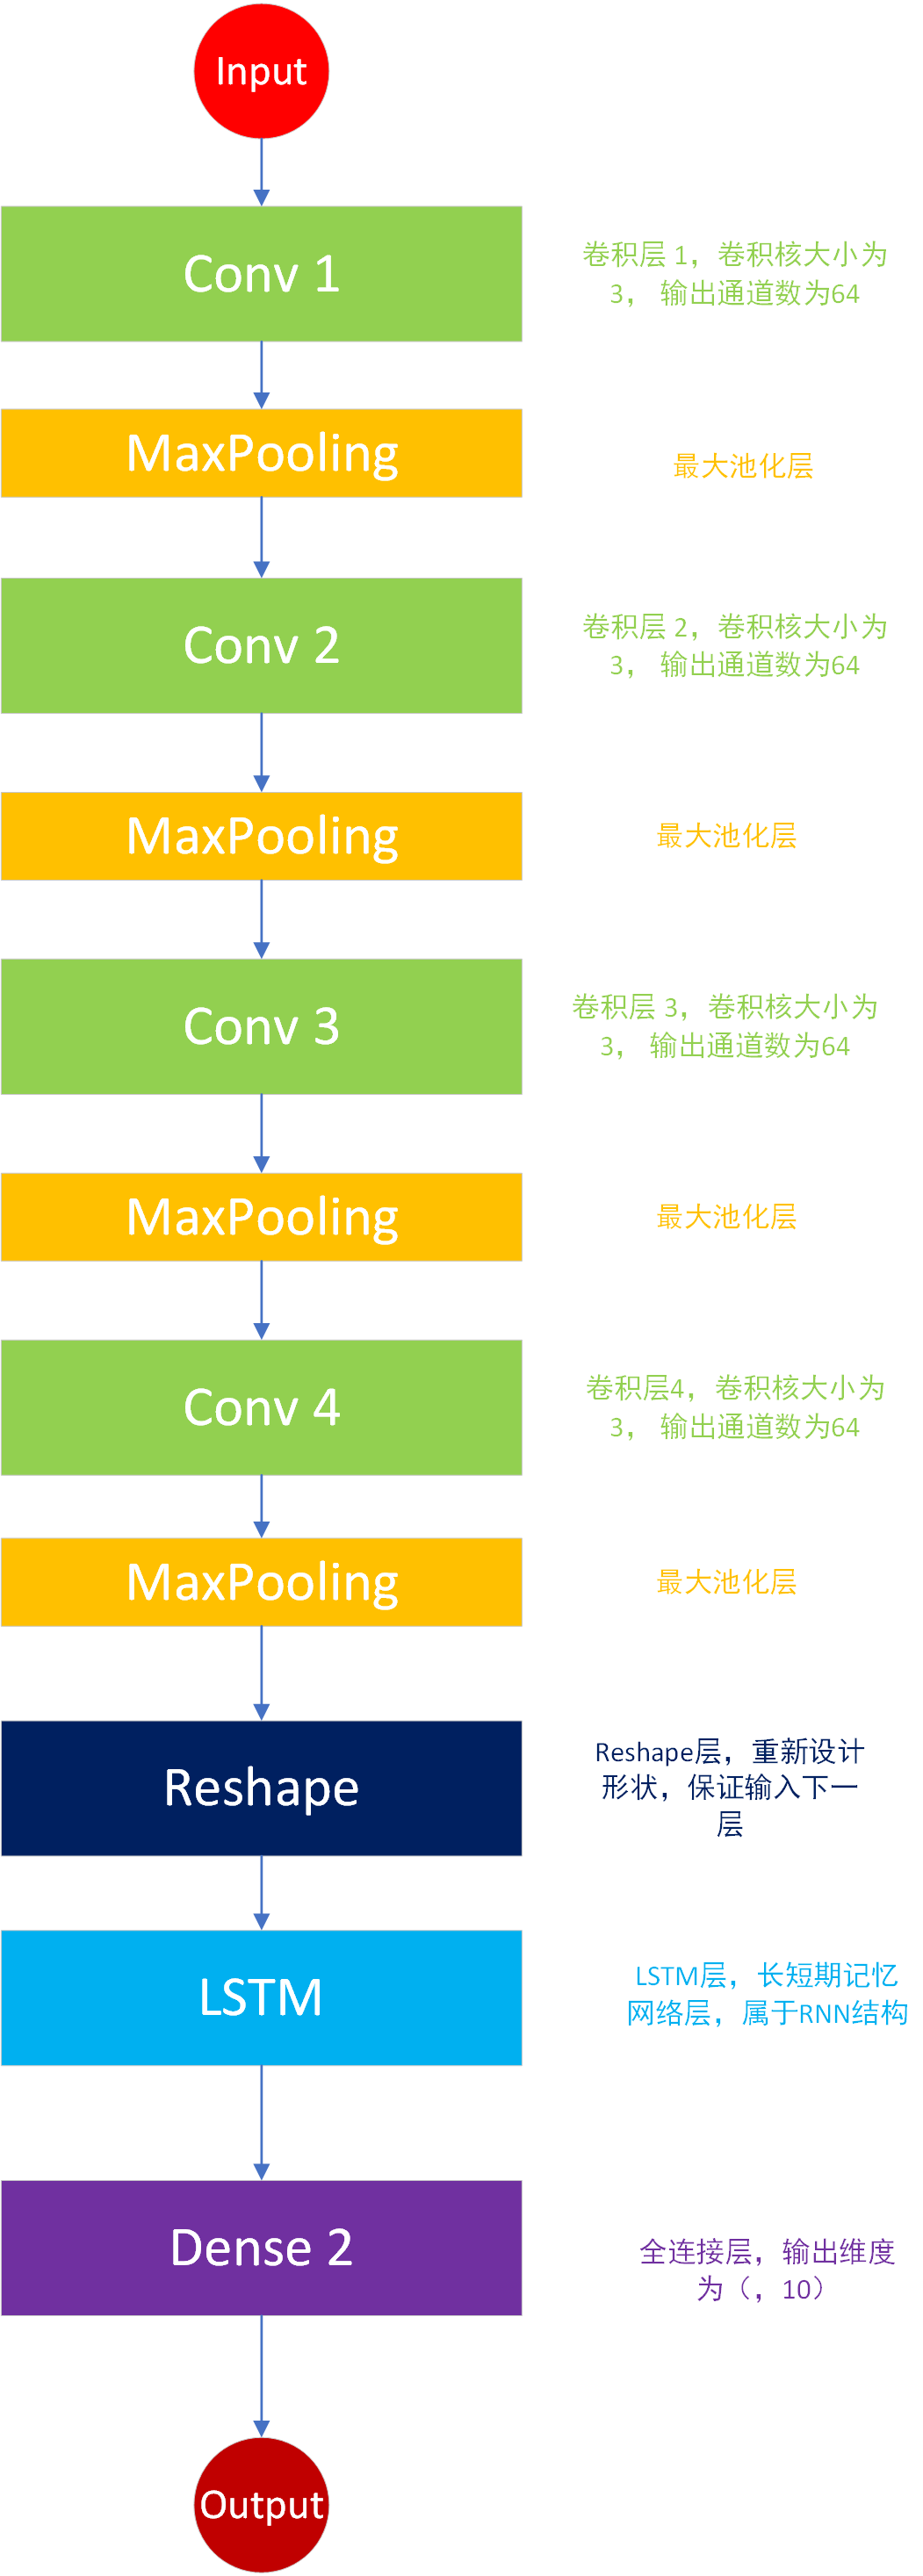 Input
Conv 1
卷积层 1，卷积核大小为
3， 输出通道数为64
MaxPooling
最大池化层
Conv 2
卷积层 2，卷积核大小为
3， 输出通道数为64
MaxPooling
最大池化层
Conv 3
卷积层 3，卷积核大小为
3， 输出通道数为64
MaxPooling
最大池化层
Conv 4
卷积层4，卷积核大小为
3， 输出通道数为64
MaxPooling
最大池化层
Reshape
Reshape层，重新设计
形状，保证输入下一
层
LSTM
LSTM层，长短期记忆
网络层，属于RNN结构
Dense 2
全连接层，输出维度
为（，10）
Output